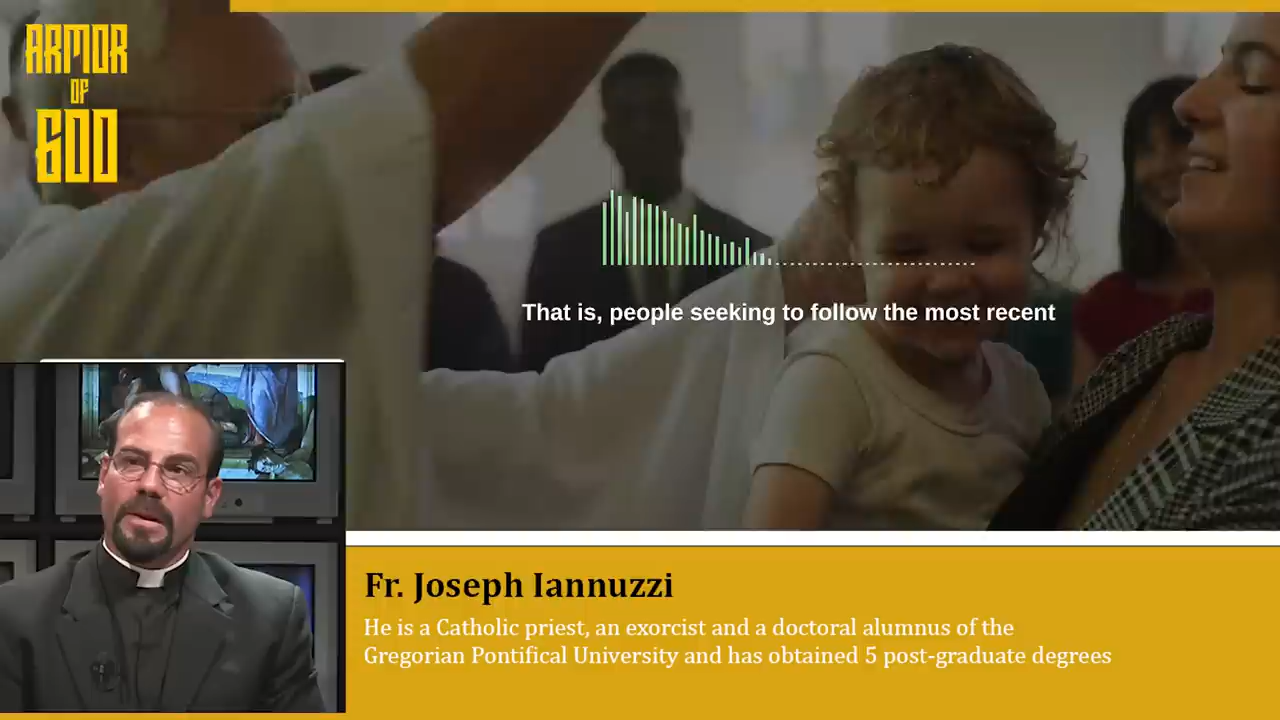 ARMOR
OF
GOD
That is, people seeking to follow the most recent
Fr. Joseph Iannuzzi
He is a Catholic priest, an exorcist and a doctoral alumnus of the
Gregorian Pontifical University and has obtained 5 post-graduate degrees